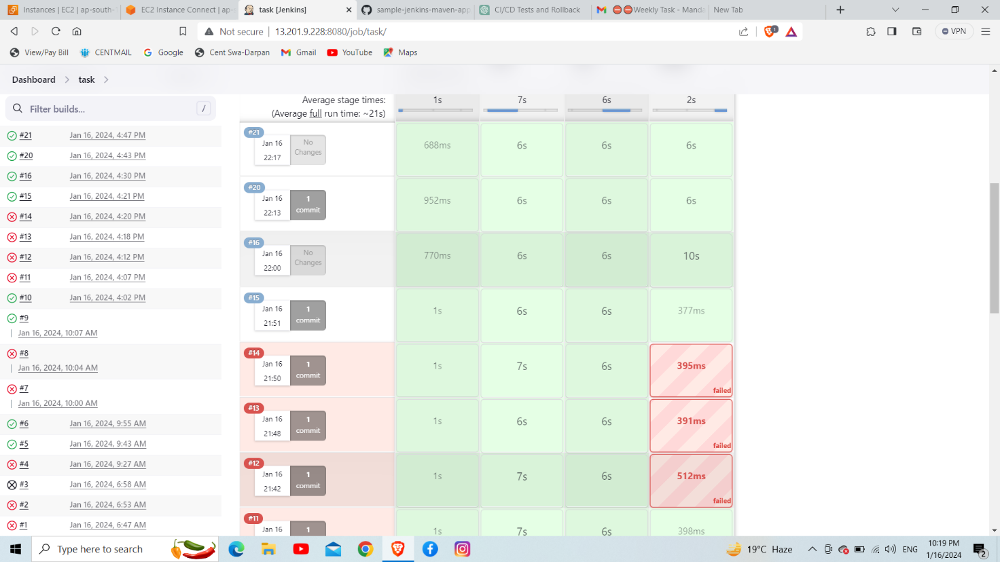 Instances | EC2 | ap-south-1
EC2 Instance Connect | ap-s
task [Jenkins]
sample-jenkins-maven-app
CI/CD Tests and Rollback
Weekly Task - Manda
New Tab
Not secure
13.201.9.228:8080/job/task/
1
VPN
View/Pay Bill
CENTMAIL
Google
Cent Swa-Darpan
Gmail
YouTube
Maps
Dashboard
task
Filter builds...
/
#21 Jan 16, 2024, 4:47 PM
#20 Jan 16, 2024, 4:43 PM
#16 Jan 16, 2024, 4:30 PM
#15 Jan 16, 2024, 4:21 PM
#14 Jan 16, 2024, 4:20 PM
#13 Jan 16, 2024, 4:18 PM
#12 Jan 16, 2024, 4:12 PM
#11 Jan 16, 2024, 4:07 PM
#10 Jan 16, 2024, 4:02 PM
#9
Jan 16, 2024, 10:07 AM
#8
Jan 16, 2024, 10:04 AM
#7
Jan 16, 2024, 10:00 AM
#6 Jan 16, 2024, 9:55 AM
#5 Jan 16, 2024, 9:43 AM
#4 Jan 16, 2024, 9:27 AM
#3 Jan 16, 2024, 6:58 AM
#2 Jan 16, 2024, 6:53 AM
#1 Jan 16, 2024, 6:47 AM
Average stage times:
(Average full run time: ~21s)
1s 7s 6s 2s
#21
Jan 16
22:17
No
Changes
688ms 6s 6s 6s
#20
Jan 16
22:13
1
commit
952ms 6s 6s 6s
#16
Jan 16
22:00
No
Changes
770ms 6s 6s 10s
#15
Jan 16
21:51
1
commit
1s 6s 6s 377ms
#14
Jan 16
21:50
1
commit
1s 7s 6s 395ms
failed
#13
Jan 16
21:48
1
commit
1s 6s 6s 391ms
failed
#12
Jan 16
21:42
1
commit
1s 7s 6s 512ms
failed
#11
Jan 16
1
1s 7s 6s 398ms
Type here to search
19°C Haze
ENG
10:19 PM
1/16/2024
2